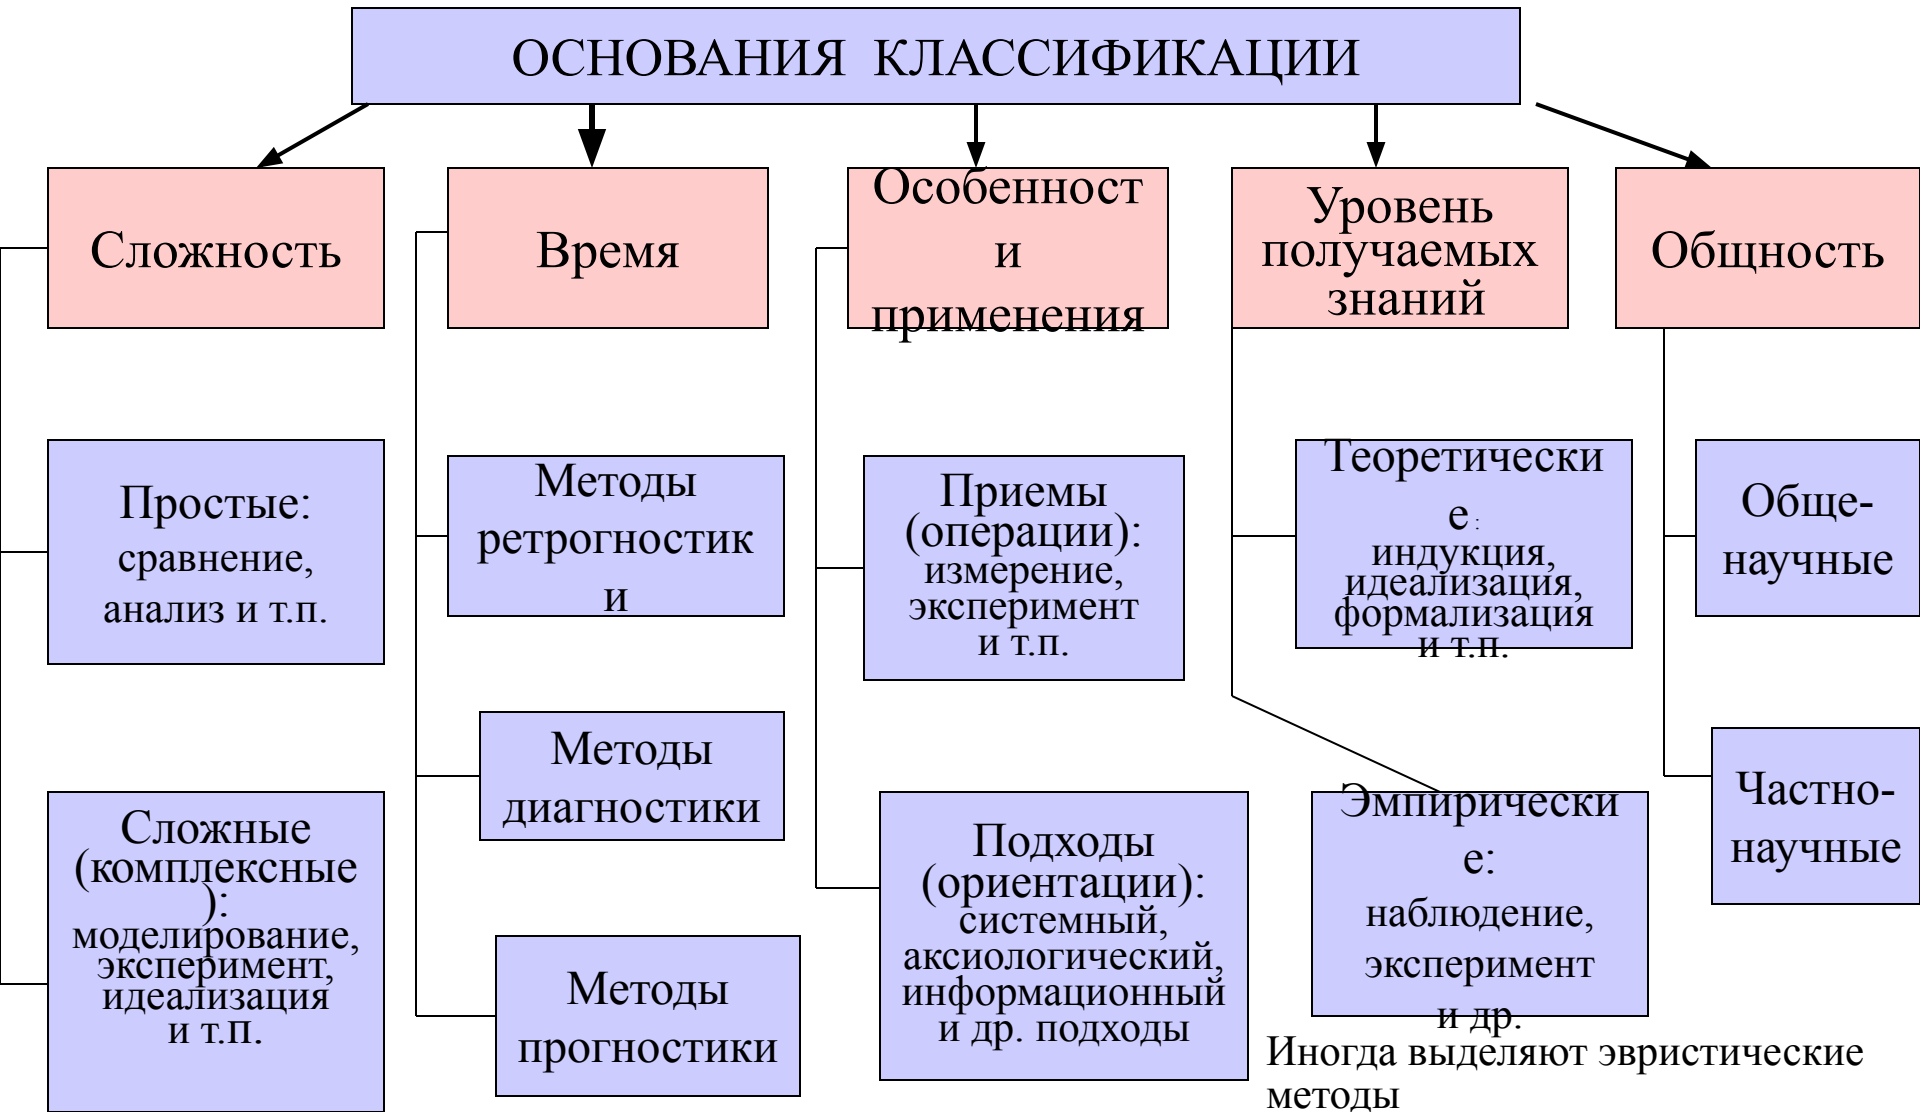 ОСНОВАНИЯ КЛАССИФИКАЦИИ
Сложность
Время
Особенност
и
применения
Уровень
получаемых
знаний
Общность
Простые:
сравнение,
анализ и т.п.
Методы
ретрогностик
и
Приемы
(операции):
измерение,
эксперимент
и т.п.
Теоретически
е:
индукция,
идеализация,
формализация
и т.п.
Обще-
научные
Сложные
(комплексные
):
моделирование,
эксперимент,
идеализация
и т.п.
Методы
диагностики
Методы
прогностики
Подходы
(ориентации):
системный,
аксиологический,
информационный
и др. подходы
Эмпирически
е:
наблюдение,
эксперимент
и др.
Частно-
научные
Иногда выделяют эвристические
методы